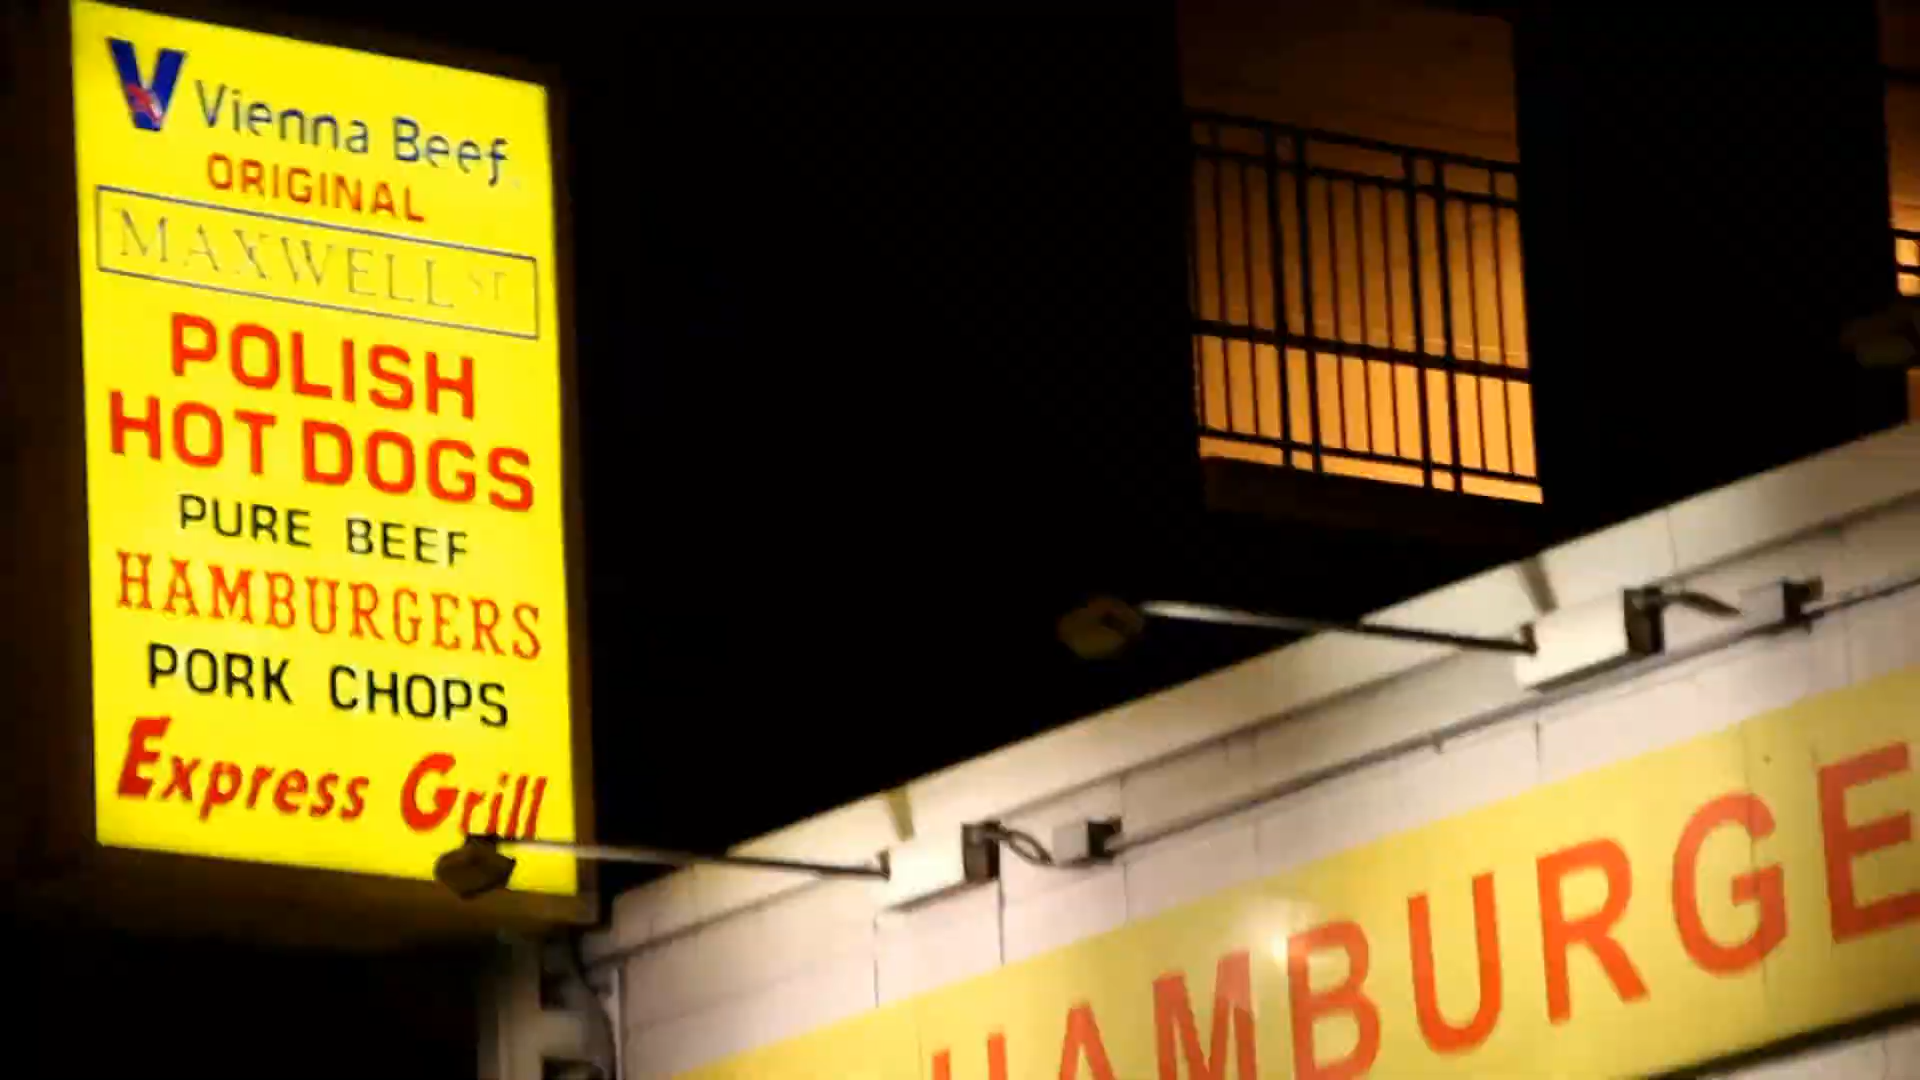 Vienna Beef
ORIGINAL
MAXWELL ST
POLISH
HOT DOGS
PURE BEEF
HAMBURGERS
PORK CHOPS
Express Grill
HAMBURGE